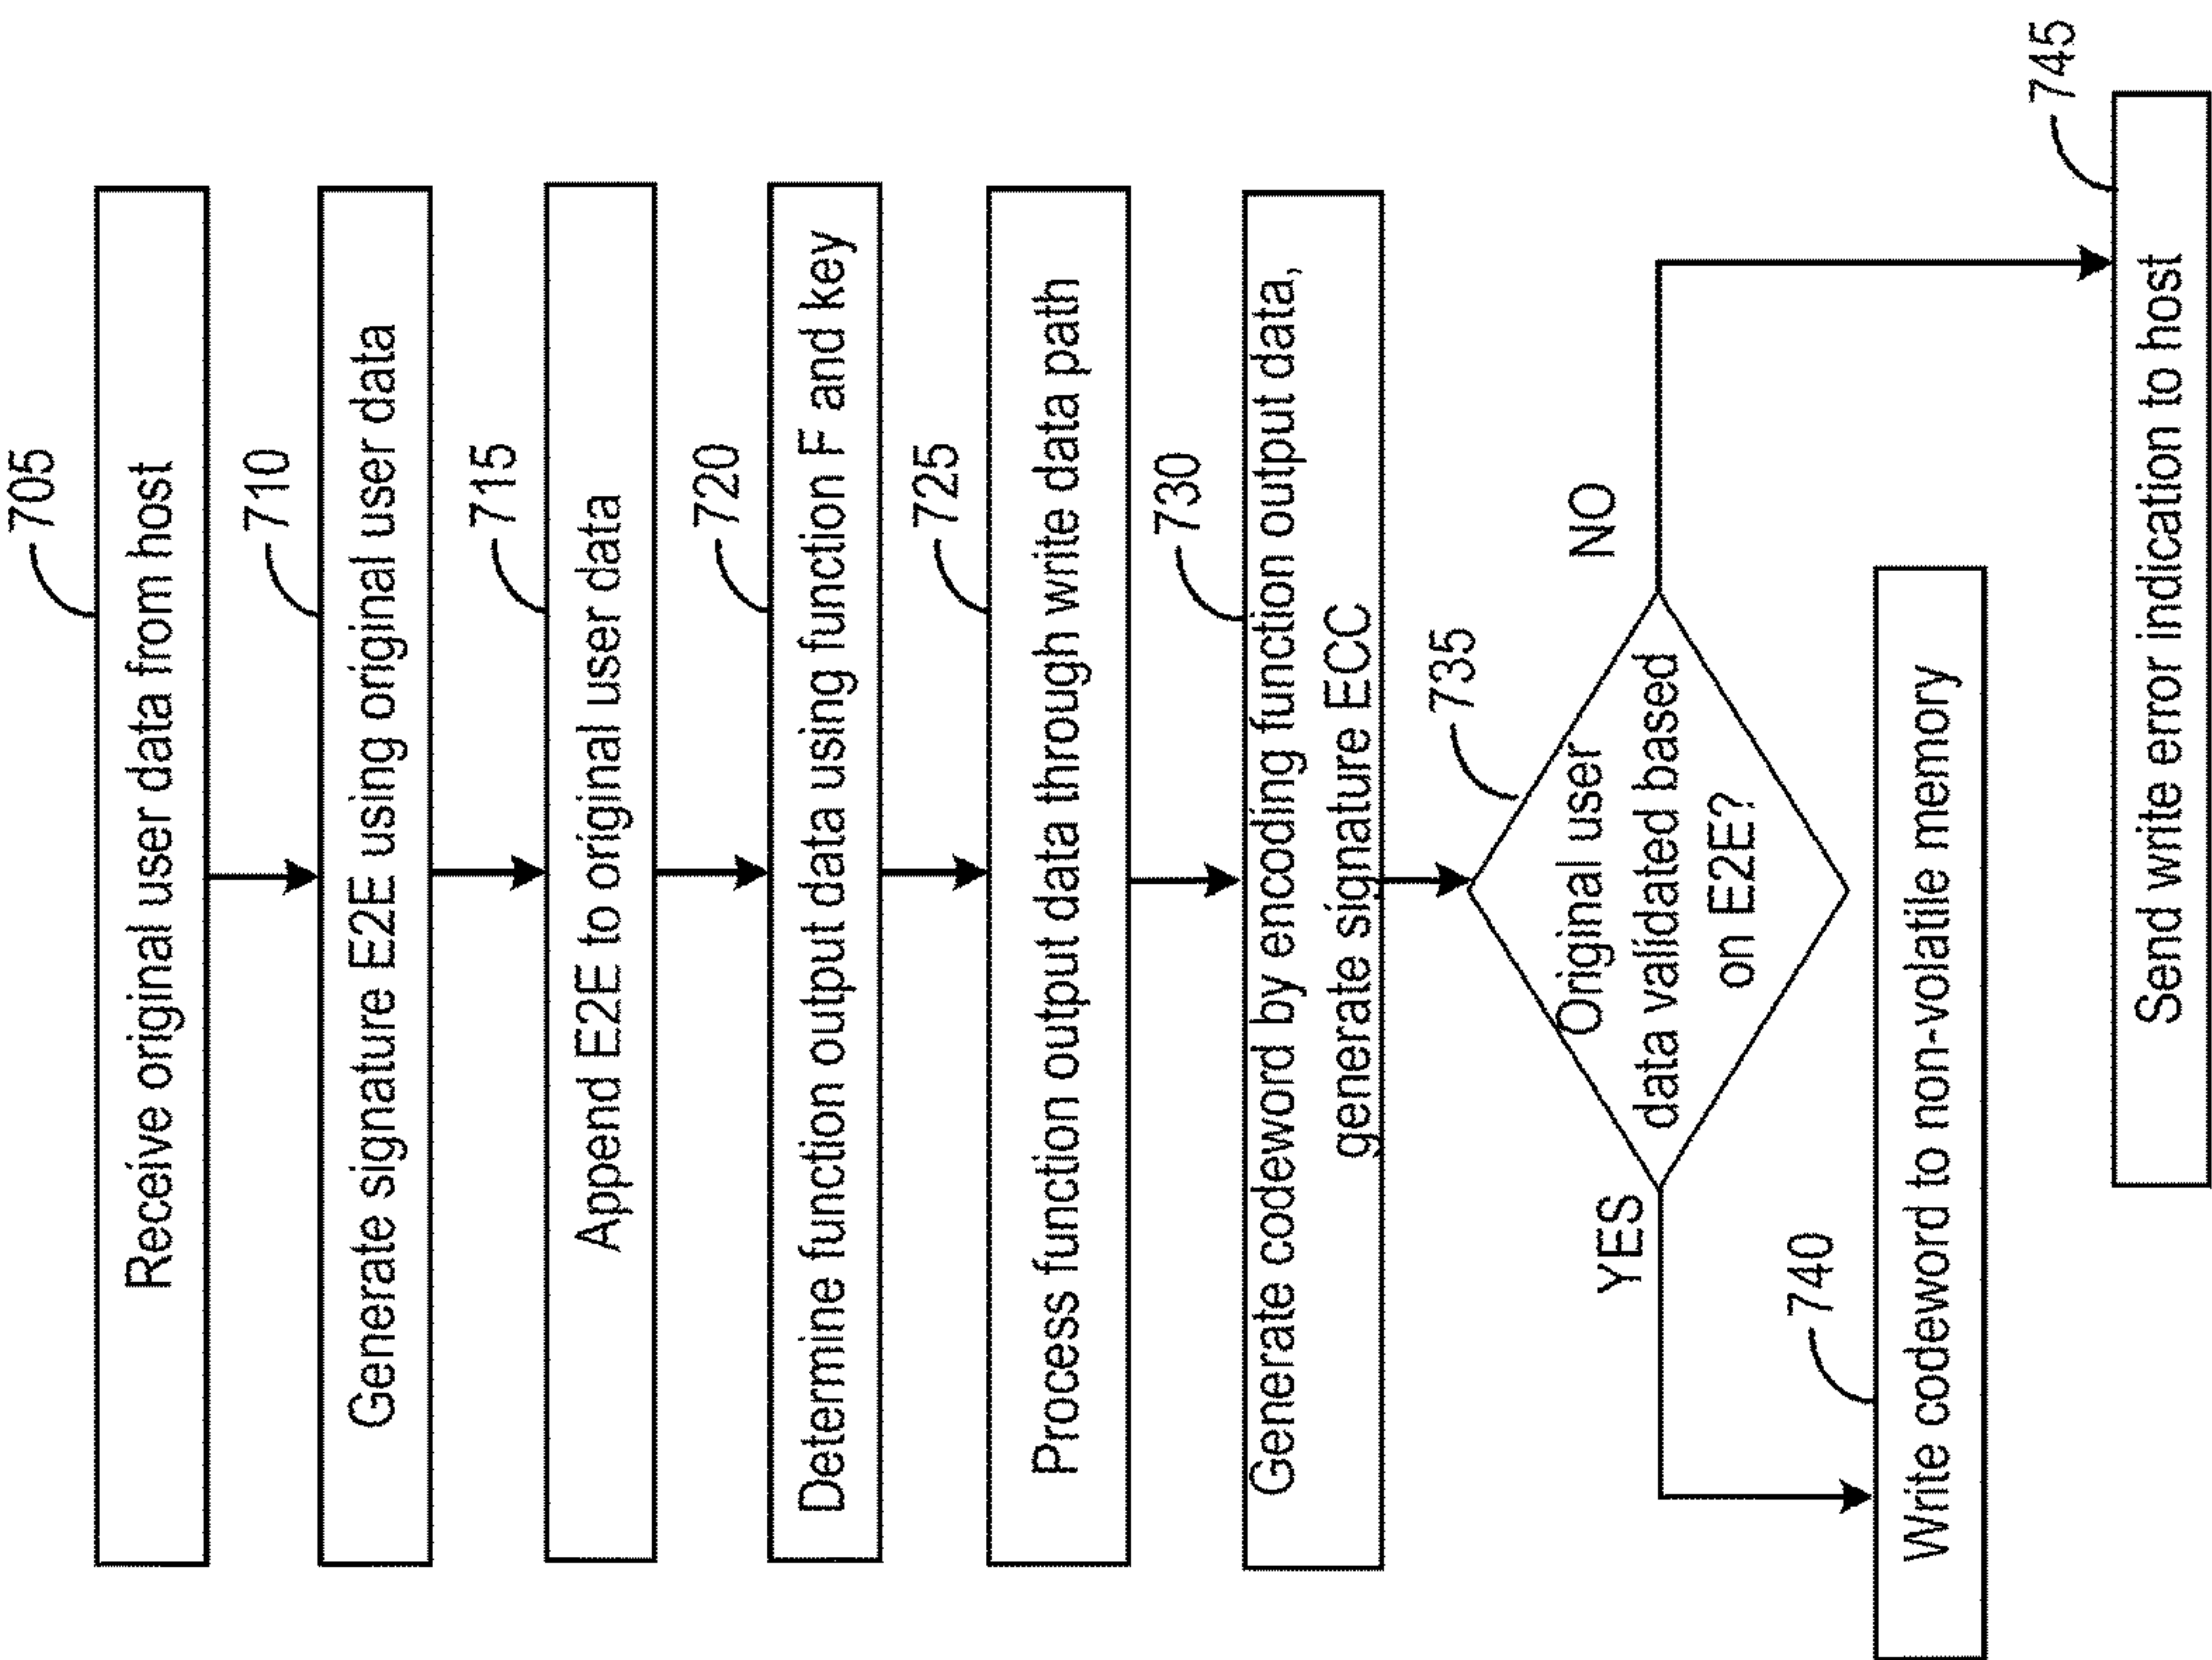 705
Receive original user data from host
710
Generate signature E2E using original user data
715
Append E2E to original user data
720
Determine function output data using function F and key
725
Process function output data through write data path
730
Generate codeword by encoding function output data,
generate signature ECC
735
Original user
data validated based
on E2E?
YES
NO
740
Write codeword to non-volatile memory
745
Send write error indication to host